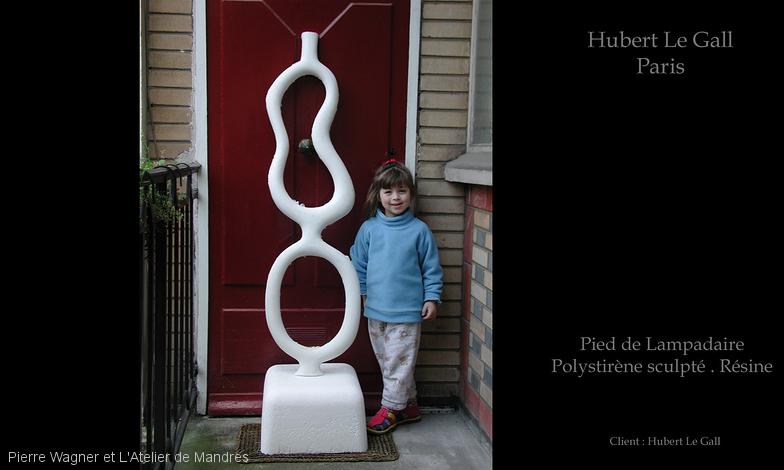 Hubert Le Gall
Paris
Pied de Lampadaire
Polystirène sculpté . Résine
Client : Hubert Le Gall
Pierre Wagner et L'Atelier de Mandres